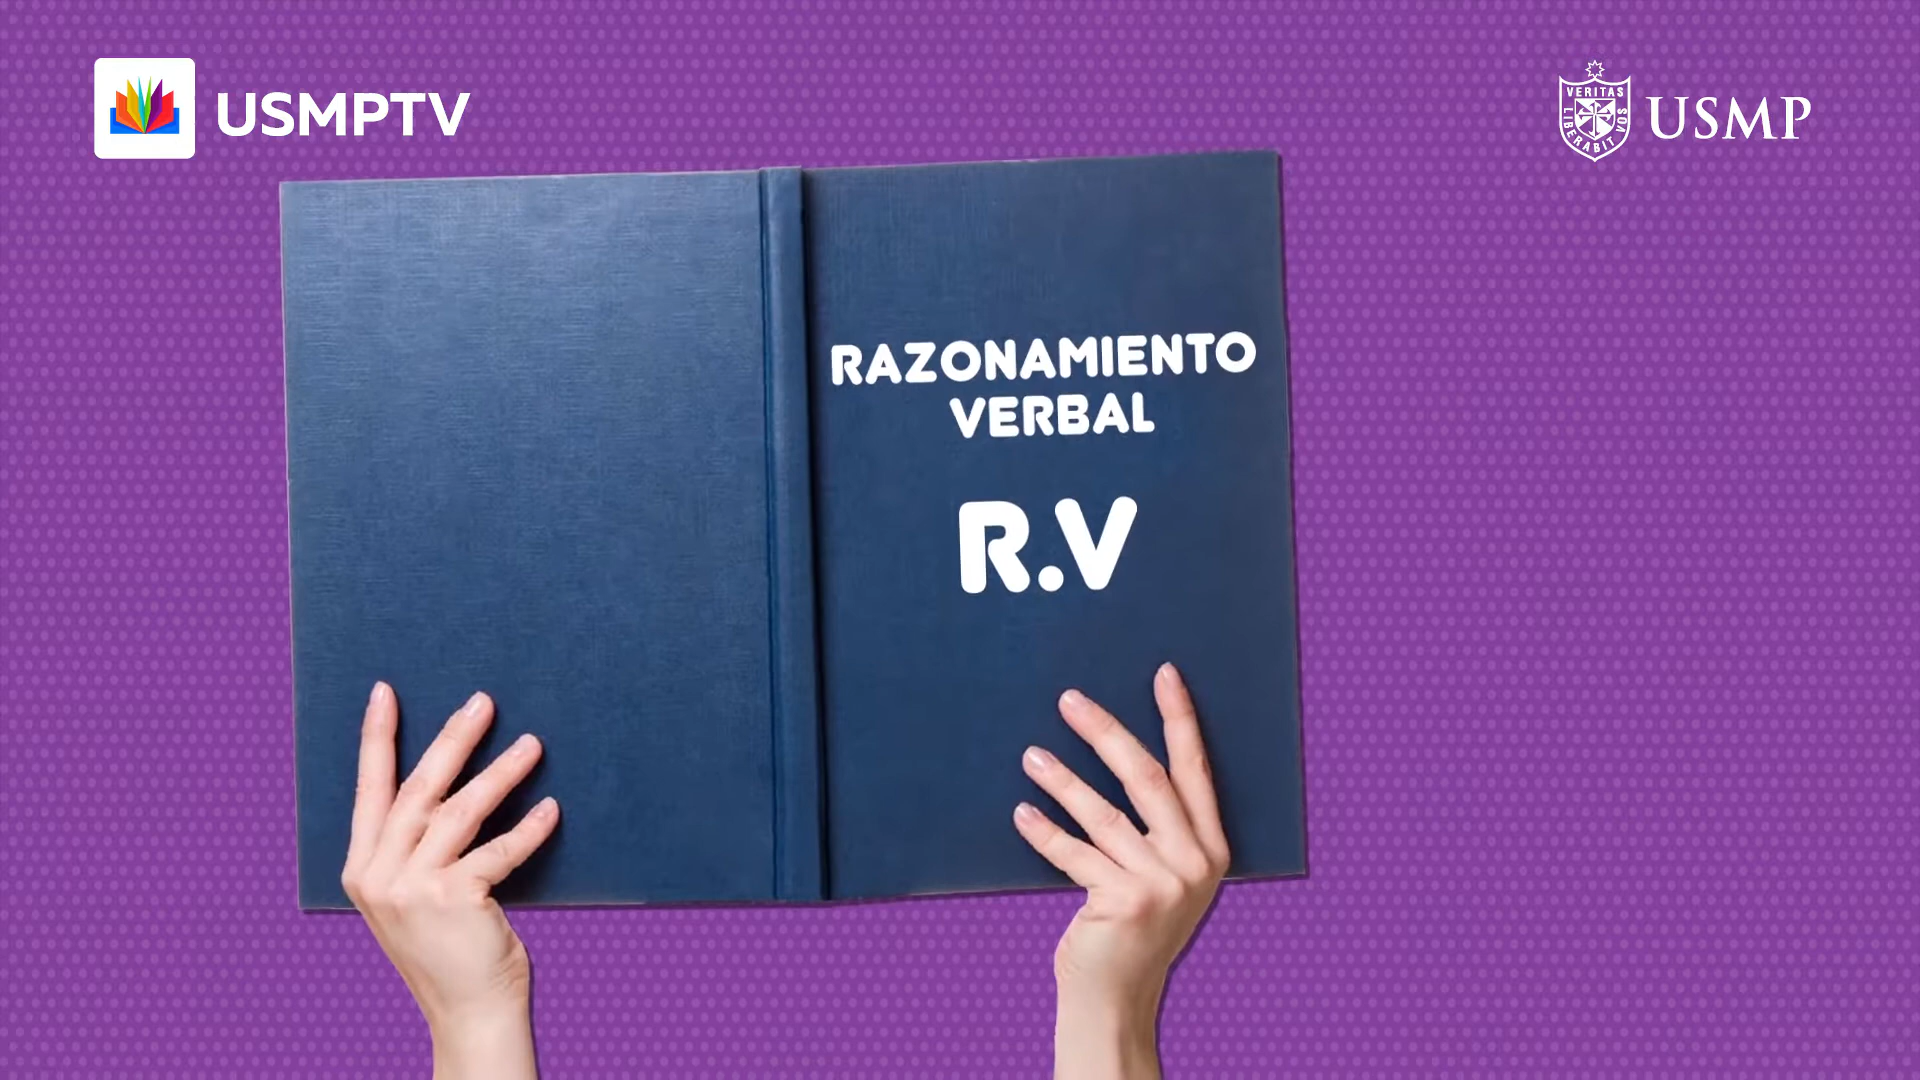 USMPTV
VERITAS
LIBERABIT VOS
USMP
RAZONAMIENTO
VERBAL
R.V